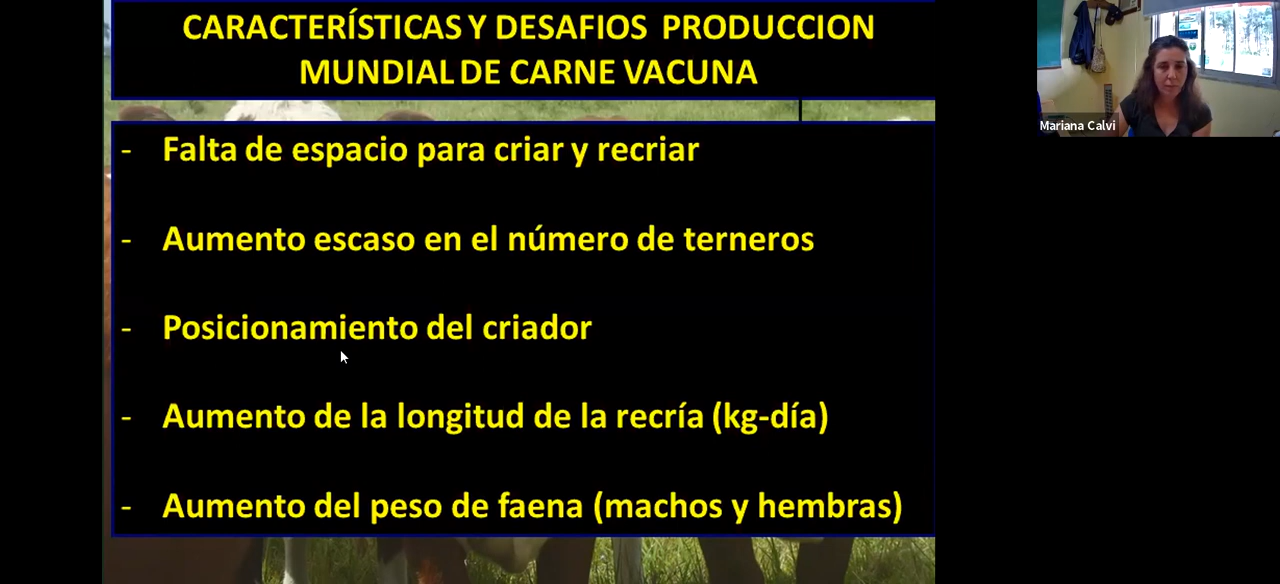 CARACTERÍSTICAS Y DESAFIOS PRODUCCION
MUNDIAL DE CARNE VACUNA
- Falta de espacio para criar y recriar
- Aumento escaso en el número de terneros
- Posicionamiento del criador
- Aumento de la longitud de la recría (kg-día)
- Aumento del peso de faena (machos y hembras)
Mariana Calvi